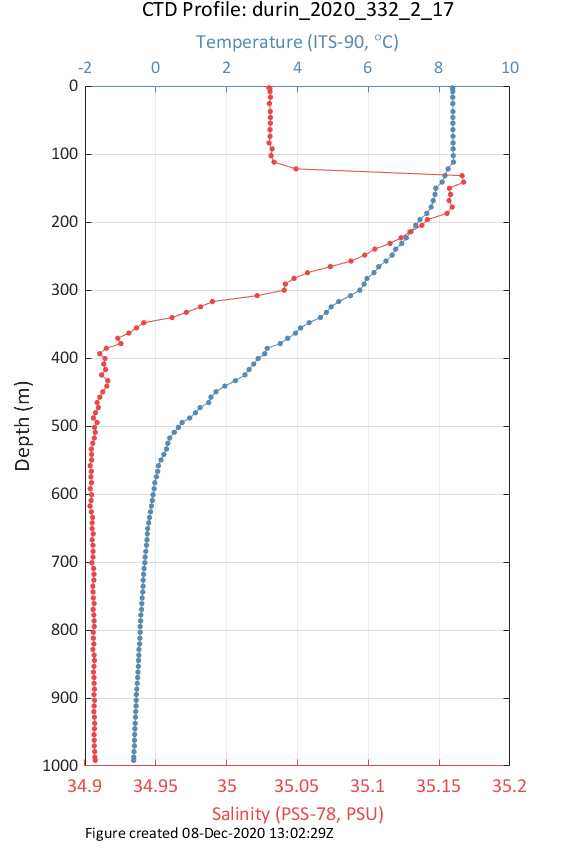 CTD Profile: durin_2020_332_2_17
Temperature (ITS-90, °C)
-2 0 2 4 6 8 10
0
100
200
300
400
500
600
700
800
900
1000
Depth (m)
34.9 34.95 35 35.05 35.1 35.15 35.2
Salinity (PSS-78, PSU)
Figure created 08-Dec-2020 13:02:29Z